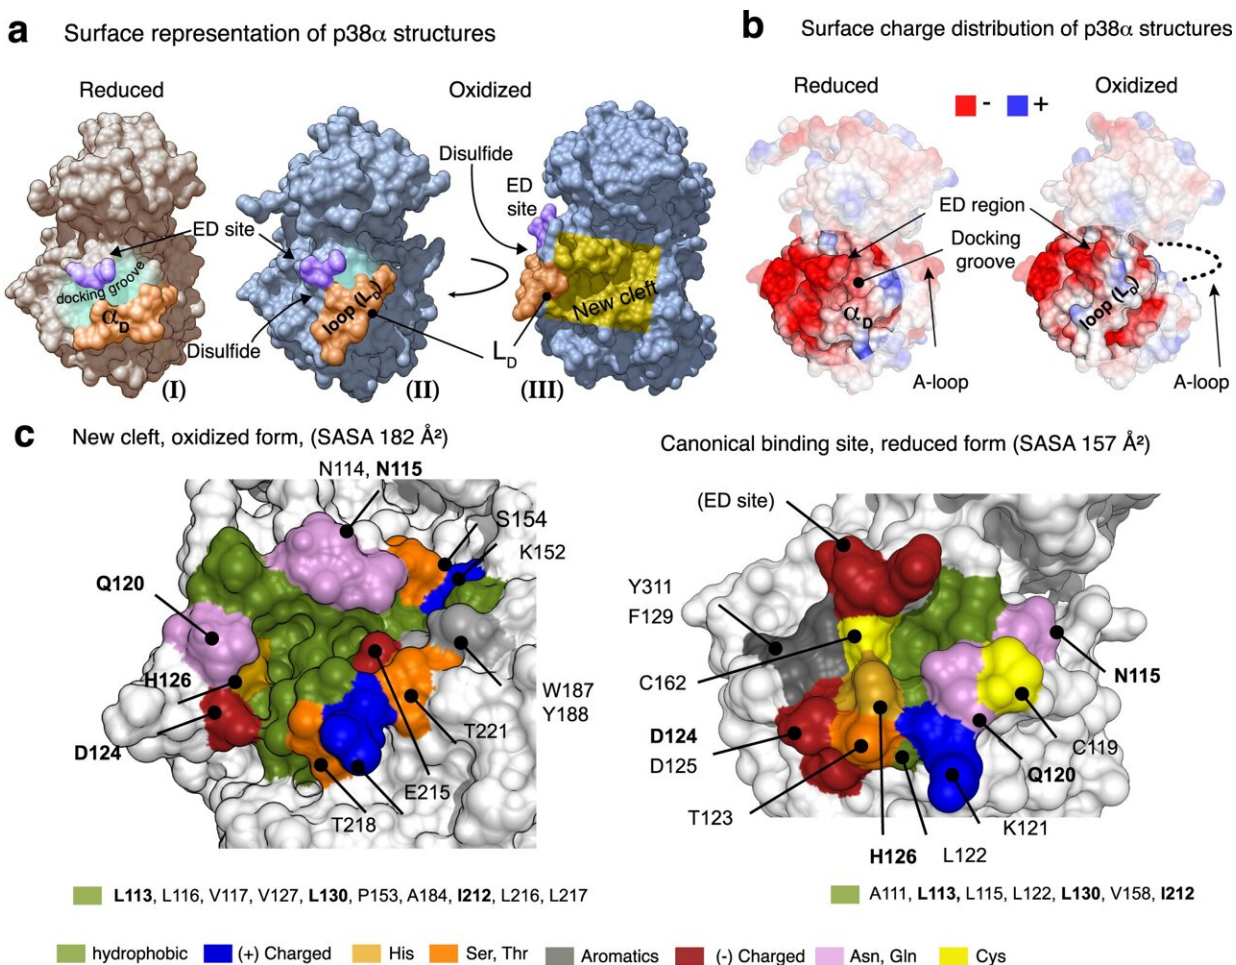 a Surface representation of p38α structures
Reduced
Oxidized
ED site
docking groove
αD
(I)
Disulfide
loop (LD)
(II)
Disulfide
ED
site
New cleft
LD
(III)
b Surface charge distribution of p38α structures
Reduced
- +
Oxidized
ED region
Docking
groove
αD
loop (LD)
A-loop
A-loop
c New cleft, oxidized form, (SASA 182 Å²)
N114, N115
S154
K152
Q120
H126
D124
W187
Y188
T221
E215
T218
L113, L116, V117, V127, L130, P153, A184, I212, L216, L217
Canonical binding site, reduced form (SASA 157 Å²)
(ED site)
Y311
F129
C162
N115
D124
D125
C119
Q120
T123
K121
H126
L122
A111, L113, L115, L122, L130, V158, I212
hydrophobic
(+) Charged
His
Ser, Thr
Aromatics
(-) Charged
Asn, Gln
Cys